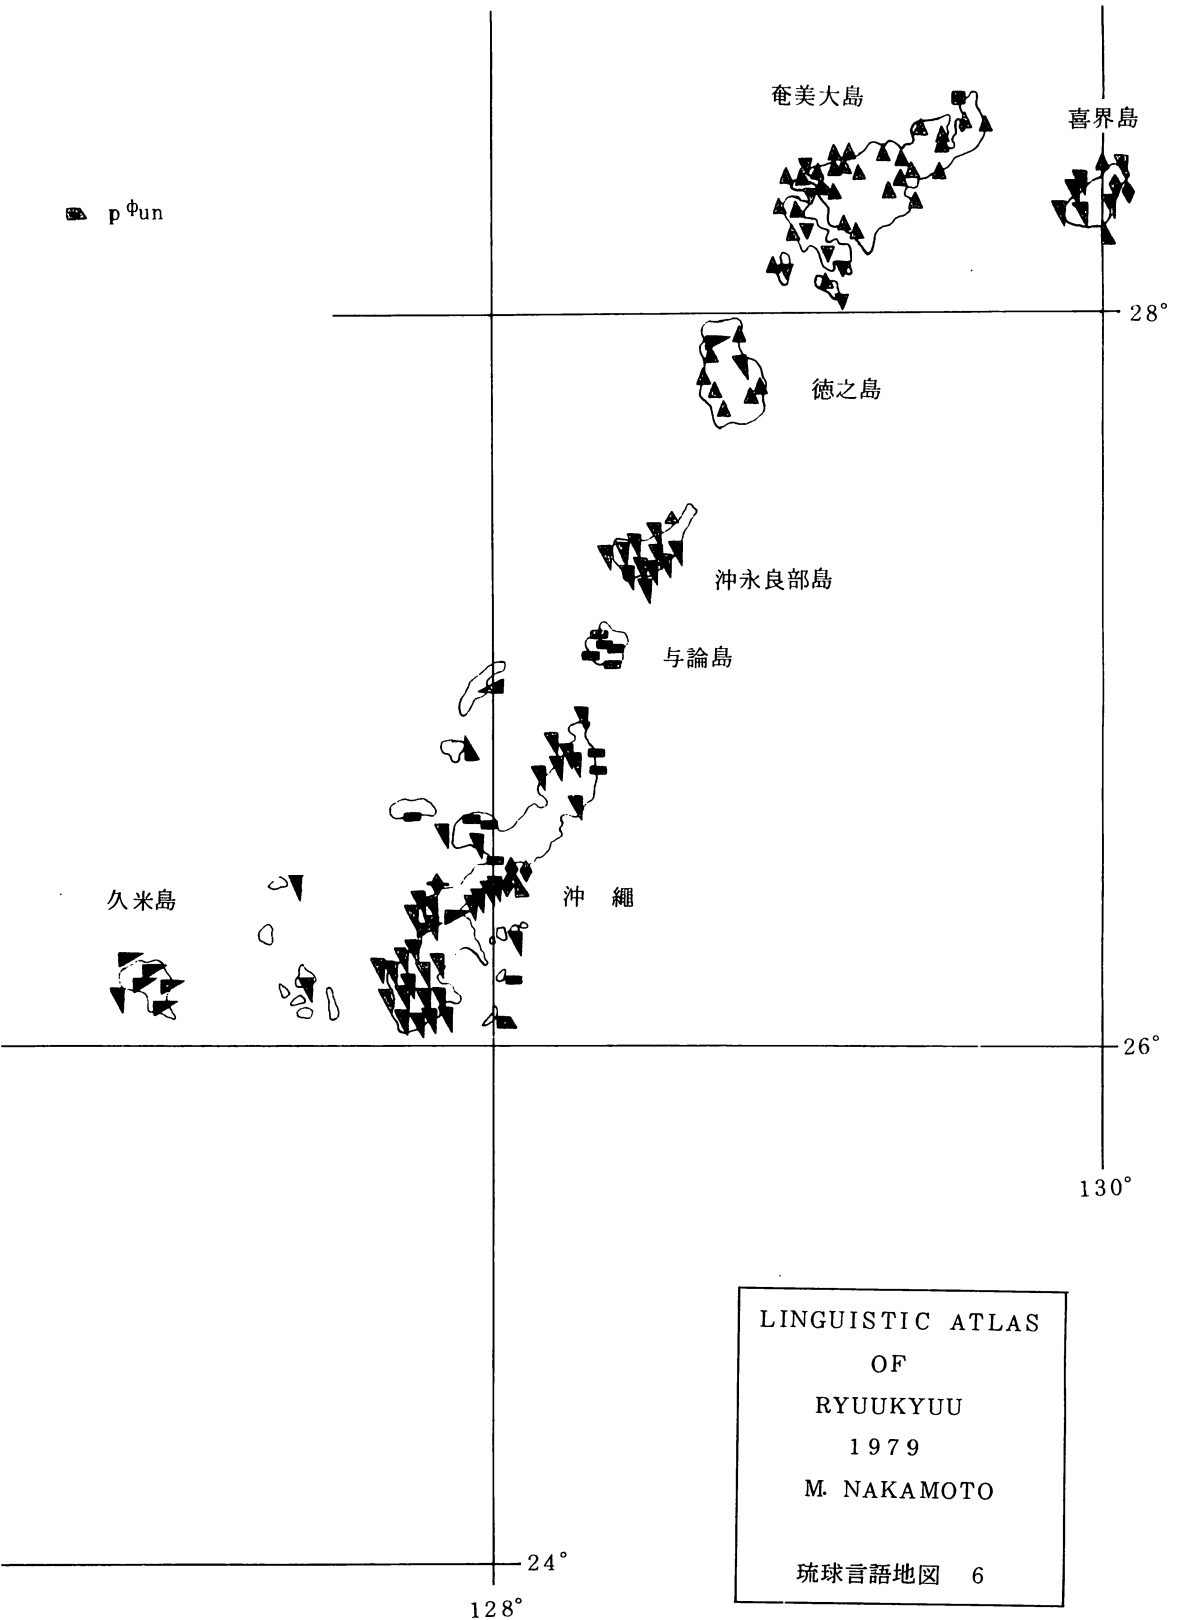 奄美大島
喜界島
pɸun
28°
徳之島
沖永良部島
与論島
久米島
沖縄
26°
130°
LINGUISTIC ATLAS
OF
RYUUKYUU
1979
M. NAKAMOTO
琉球言語地図 6
24°
128°